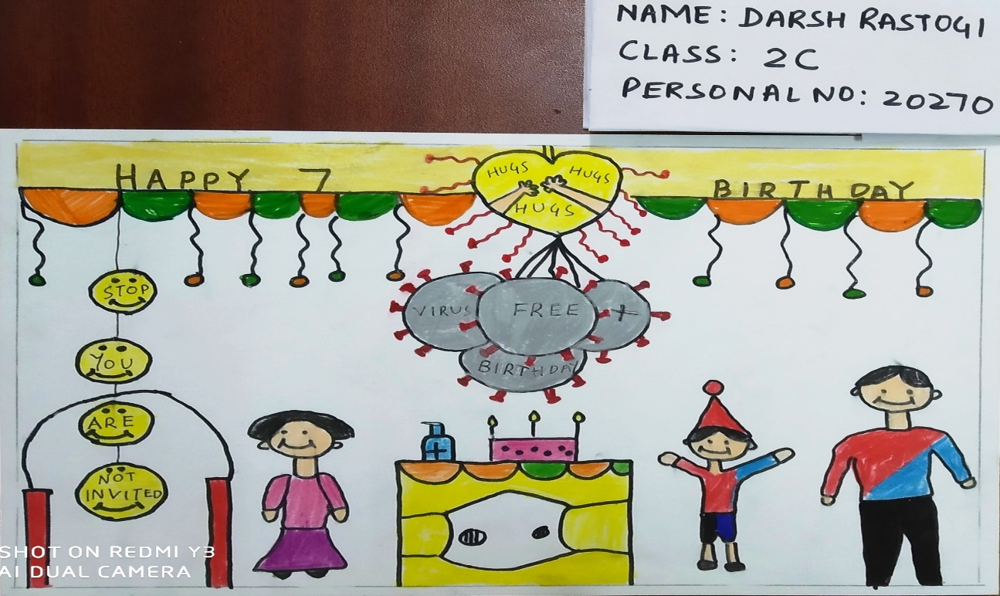 NAME: DARSH RASTOGI
CLASS: 2C
PERSONAL NO: 20270
HAPPY 7 BIRTHDAY
HUGS HUGS
HUGS
STOP
YOU
ARE
NOT
INVITED
VIRUS FREE +
BIRTHDAY
SHOT ON REDMI Y3
AI DUAL CAMERA